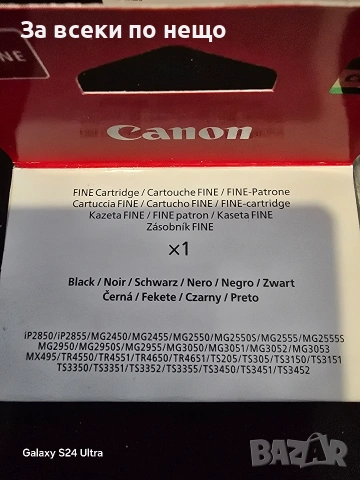 За всеки по нещо
INE
Canon
FINE Cartridge / Cartouche FINE / FINE-Patrone
Cartuccia FINE / Cartucho FINE / FINE-cartridge
Kazeta FINE / FINE patron / Kaseta FINE
Zásobník FINE
×1
Black / Noir / Schwarz / Nero / Negro / Zwart
Černá / Fekete / Czarny / Preto
iP2850/iP2855/MG2450/MG2455/MG2550/MG2550S/MG2555/MG2555S
MG2950/MG2950S/MG2955/MG3050/MG3051/MG3052/MG3053
MX495/TR4550/TR4551/TR4650/TR4651/TS205/TS305/TS3150/TS3151
TS3350/TS3351/TS3352/TS3355/TS3450/TS3451/TS3452
Galaxy S24 Ultra
BAZAR